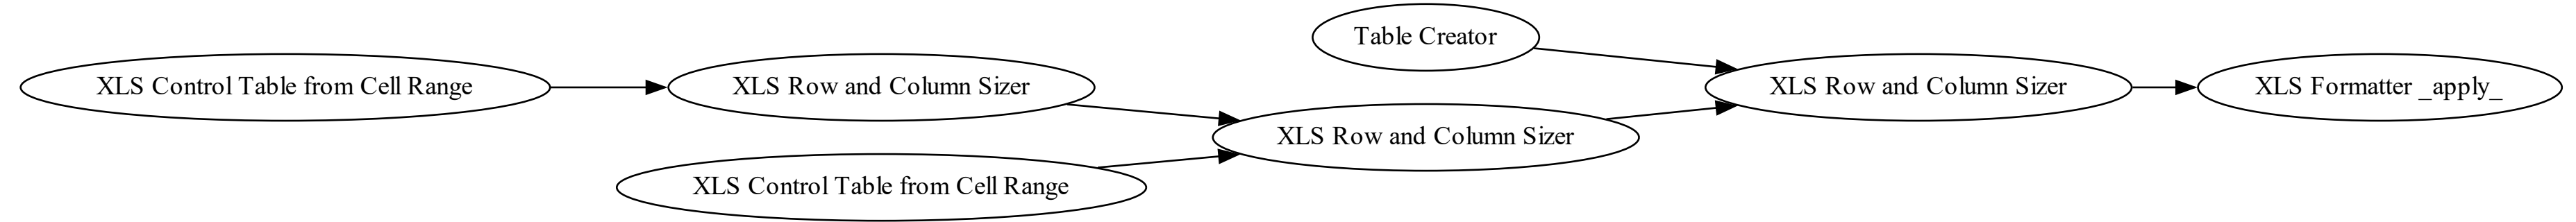 XLS Control Table from Cell Range
XLS Row and Column Sizer
XLS Control Table from Cell Range
Table Creator
XLS Row and Column Sizer
XLS Row and Column Sizer
XLS Formatter _apply_